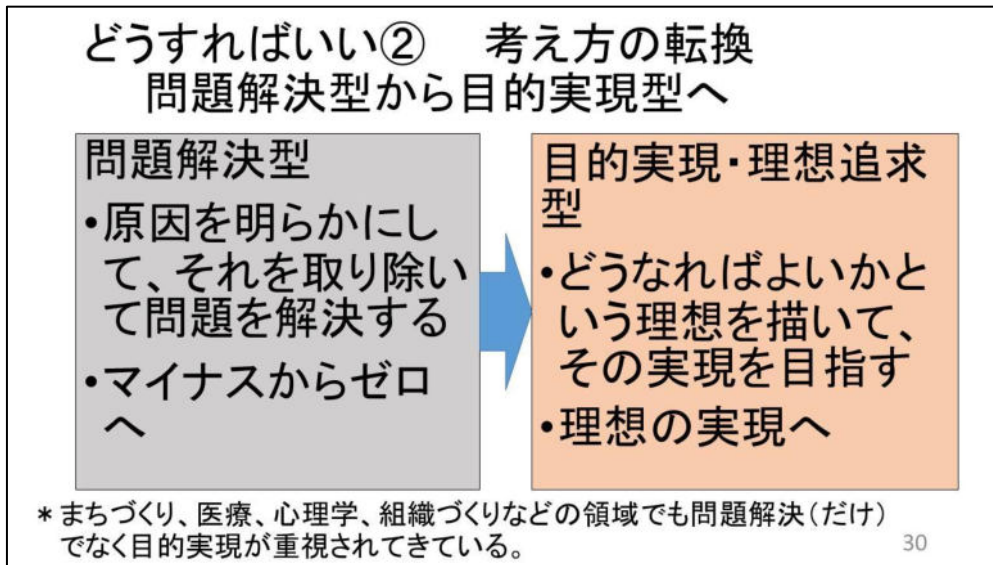 どうすればいい② 考え方の転換
問題解決型から目的実現型へ
問題解決型
•原因を明らかにし
て、それを取り除い
て問題を解決する
•マイナスからゼロ
へ
目的実現・理想追求
型
•どうなればよいかと
いう理想を描いて、
その実現を目指す
•理想の実現へ
＊まちづくり、医療、心理学、組織づくりなどの領域でも問題解決（だけ）
でなく目的実現が重視されてきている。
30